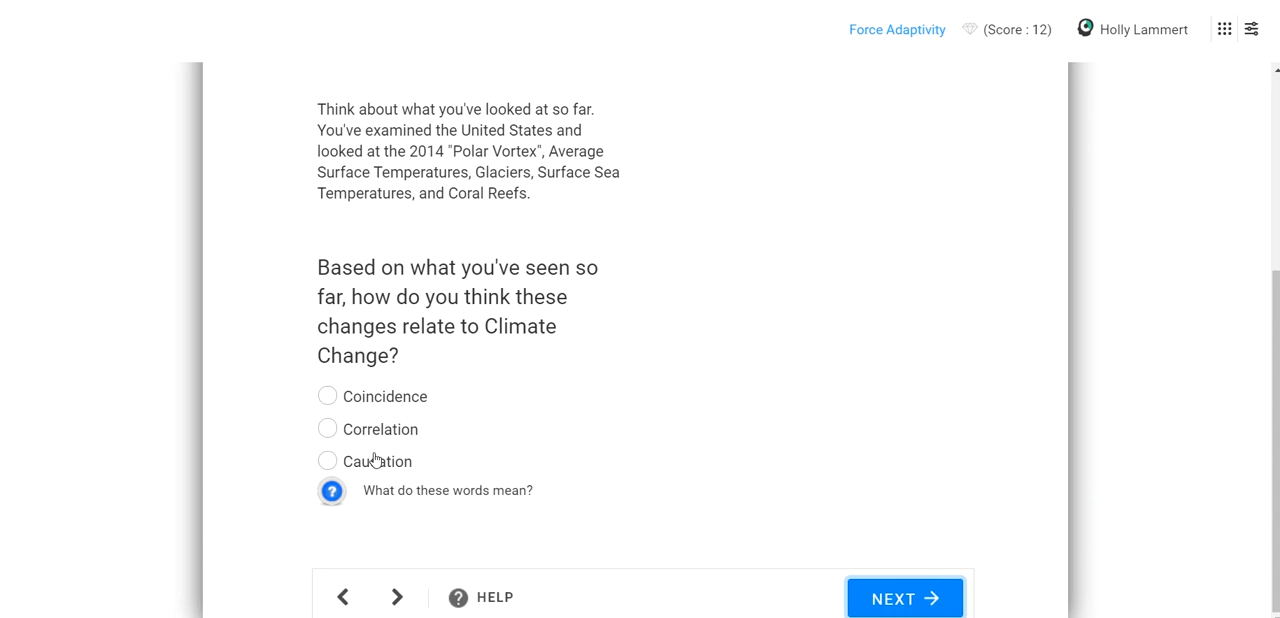 Force Adaptivity (Score : 12) Holly Lammert
Think about what you've looked at so far.
You've examined the United States and
looked at the 2014 "Polar Vortex", Average
Surface Temperatures, Glaciers, Surface Sea
Temperatures, and Coral Reefs.
Based on what you've seen so
far, how do you think these
changes relate to Climate
Change?
Coincidence
Correlation
Causation
? What do these words mean?
? HELP
NEXT